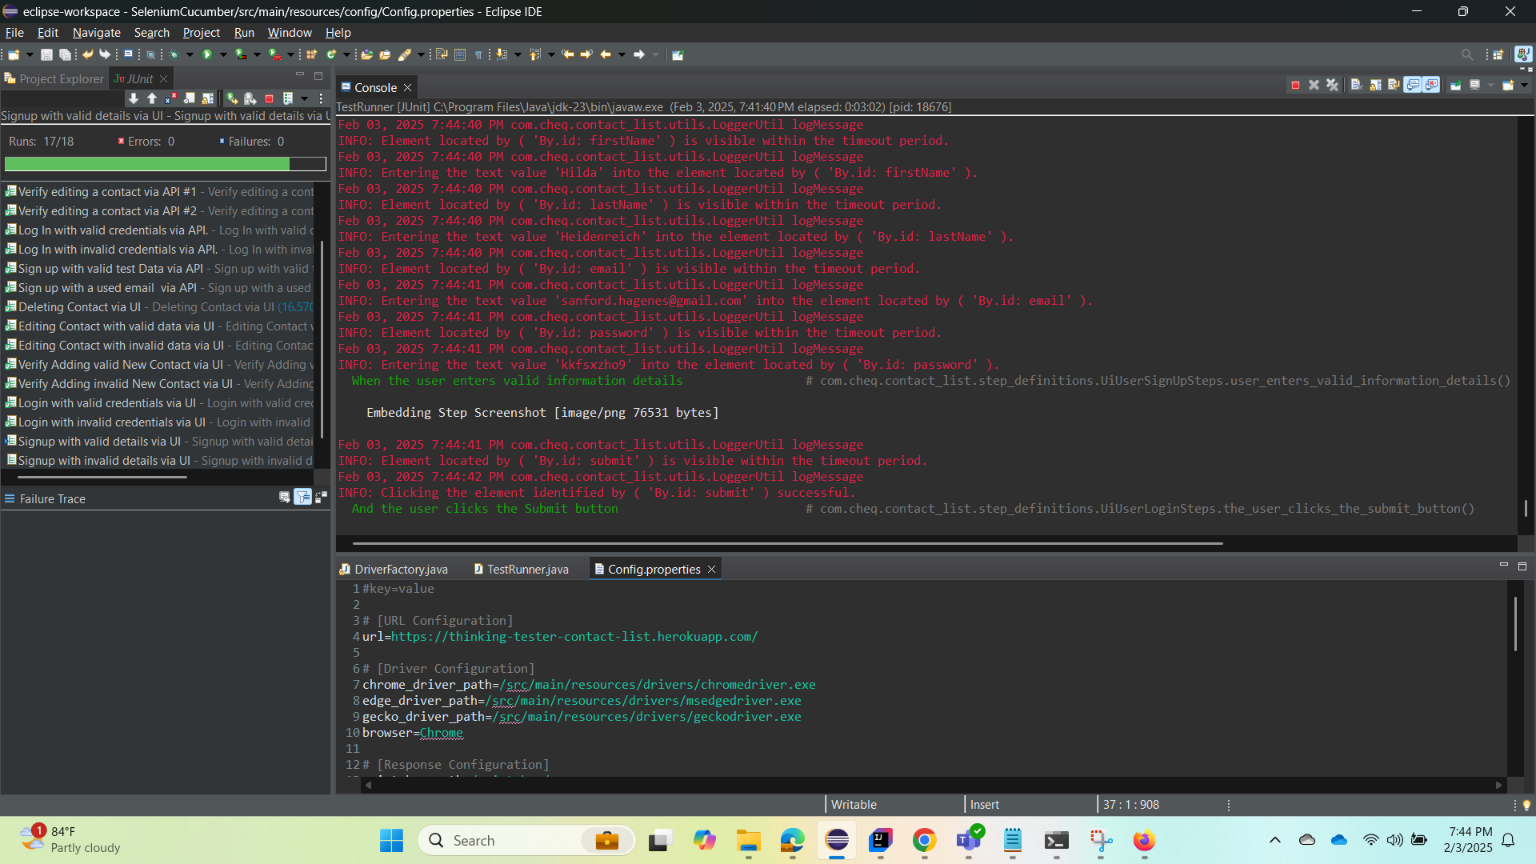 eclipse-workspace - SeleniumCucumber/src/main/resources/config/Config.properties - Eclipse IDE
File Edit Navigate Search Project Run Window Help
Project Explorer
JUnit
Signup with valid details via UI - Signup with valid details via U
Runs: 17/18
Errors: 0
Failures: 0
Verify editing a contact via API #1 - Verify editing a cont
Verify editing a contact via API #2 - Verify editing a cont
Log In with valid credentials via API. - Log In with valid c
Log In with invalid credentials via API. - Log In with inva
Sign up with valid test Data via API - Sign up with valid
Sign up with a used email  via API - Sign up with a used
Deleting Contact via UI - Deleting Contact via UI (16.570
Editing Contact with valid data via UI - Editing Contact v
Editing Contact with invalid data via UI - Editing Contac
Verify Adding valid New Contact via UI - Verify Adding v
Verify Adding invalid New Contact via UI - Verify Adding
Login with valid credentials via UI - Login with valid crec
Login with invalid credentials via UI - Login with invalid
Signup with valid details via UI - Signup with valid detai
Signup with invalid details via UI - Signup with invalid d
Failure Trace
Console
TestRunner [JUnit] C:\Program Files\Java\jdk-23\bin\javaw.exe (Feb 3, 2025, 7:41:40 PM elapsed: 0:03:02) [pid: 18676]
Feb 03, 2025 7:44:40 PM com.cheq.contact_list.utils.LoggerUtil logMessage
INFO: Element located by ( 'By.id: firstName' ) is visible within the timeout period.
Feb 03, 2025 7:44:40 PM com.cheq.contact_list.utils.LoggerUtil logMessage
INFO: Entering the text value 'Hilda' into the element located by ( 'By.id: firstName' ).
Feb 03, 2025 7:44:40 PM com.cheq.contact_list.utils.LoggerUtil logMessage
INFO: Element located by ( 'By.id: lastName' ) is visible within the timeout period.
Feb 03, 2025 7:44:40 PM com.cheq.contact_list.utils.LoggerUtil logMessage
INFO: Entering the text value 'Heidenreich' into the element located by ( 'By.id: lastName' ).
Feb 03, 2025 7:44:40 PM com.cheq.contact_list.utils.LoggerUtil logMessage
INFO: Element located by ( 'By.id: email' ) is visible within the timeout period.
Feb 03, 2025 7:44:41 PM com.cheq.contact_list.utils.LoggerUtil logMessage
INFO: Entering the text value 'sanford.hagenes@gmail.com' into the element located by ( 'By.id: email' ).
Feb 03, 2025 7:44:41 PM com.cheq.contact_list.utils.LoggerUtil logMessage
INFO: Element located by ( 'By.id: password' ) is visible within the timeout period.
Feb 03, 2025 7:44:41 PM com.cheq.contact_list.utils.LoggerUtil logMessage
INFO: Entering the text value 'kkfsxzho9' into the element located by ( 'By.id: password' ).
When the user enters valid information details # com.cheq.contact_list.step_definitions.UiUserSignUpSteps.user_enters_valid_information_details()
Embedding Step Screenshot [image/png 76531 bytes]
Feb 03, 2025 7:44:41 PM com.cheq.contact_list.utils.LoggerUtil logMessage
INFO: Element located by ( 'By.id: submit' ) is visible within the timeout period.
Feb 03, 2025 7:44:42 PM com.cheq.contact_list.utils.LoggerUtil logMessage
INFO: Clicking the element identified by ( 'By.id: submit' ) successful.
And the user clicks the Submit button # com.cheq.contact_list.step_definitions.UiUserLoginSteps.the_user_clicks_the_submit_button()
DriverFactory.java
TestRunner.java
Config.properties
1 #key=value
2
3 # [URL Configuration]
4 url=https://thinking-tester-contact-list.herokuapp.com/
5
6 # [Driver Configuration]
7 chrome_driver_path=/src/main/resources/drivers/chromedriver.exe
8 edge_driver_path=/src/main/resources/drivers/msedgedriver.exe
9 gecko_driver_path=/src/main/resources/drivers/geckodriver.exe
10 browser=Chrome
11
12 # [Response Configuration]
Writable
Insert
37 : 1 : 908
1
84°F
Partly cloudy
Search
7:44 PM
2/3/2025